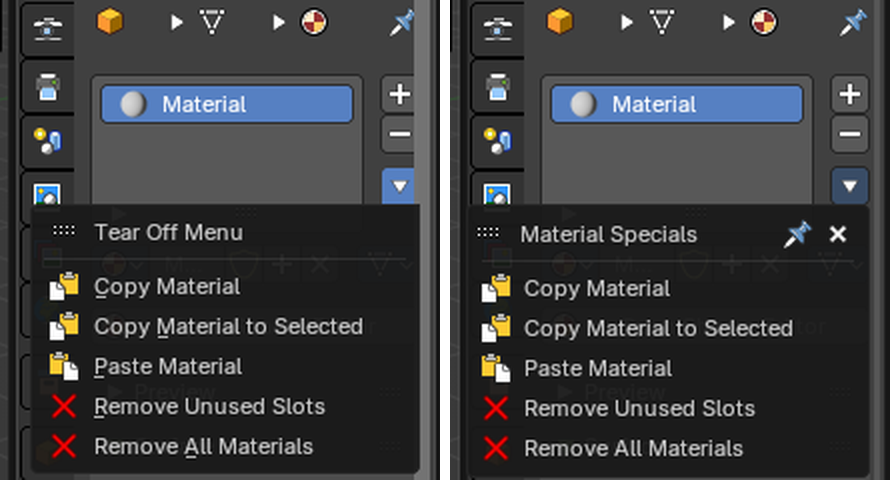 Material
Tear Off Menu
Copy Material
Copy Material to Selected
Paste Material
Remove Unused Slots
Remove All Materials
Material
Material Specials
Copy Material
Copy Material to Selected
Paste Material
Remove Unused Slots
Remove All Materials